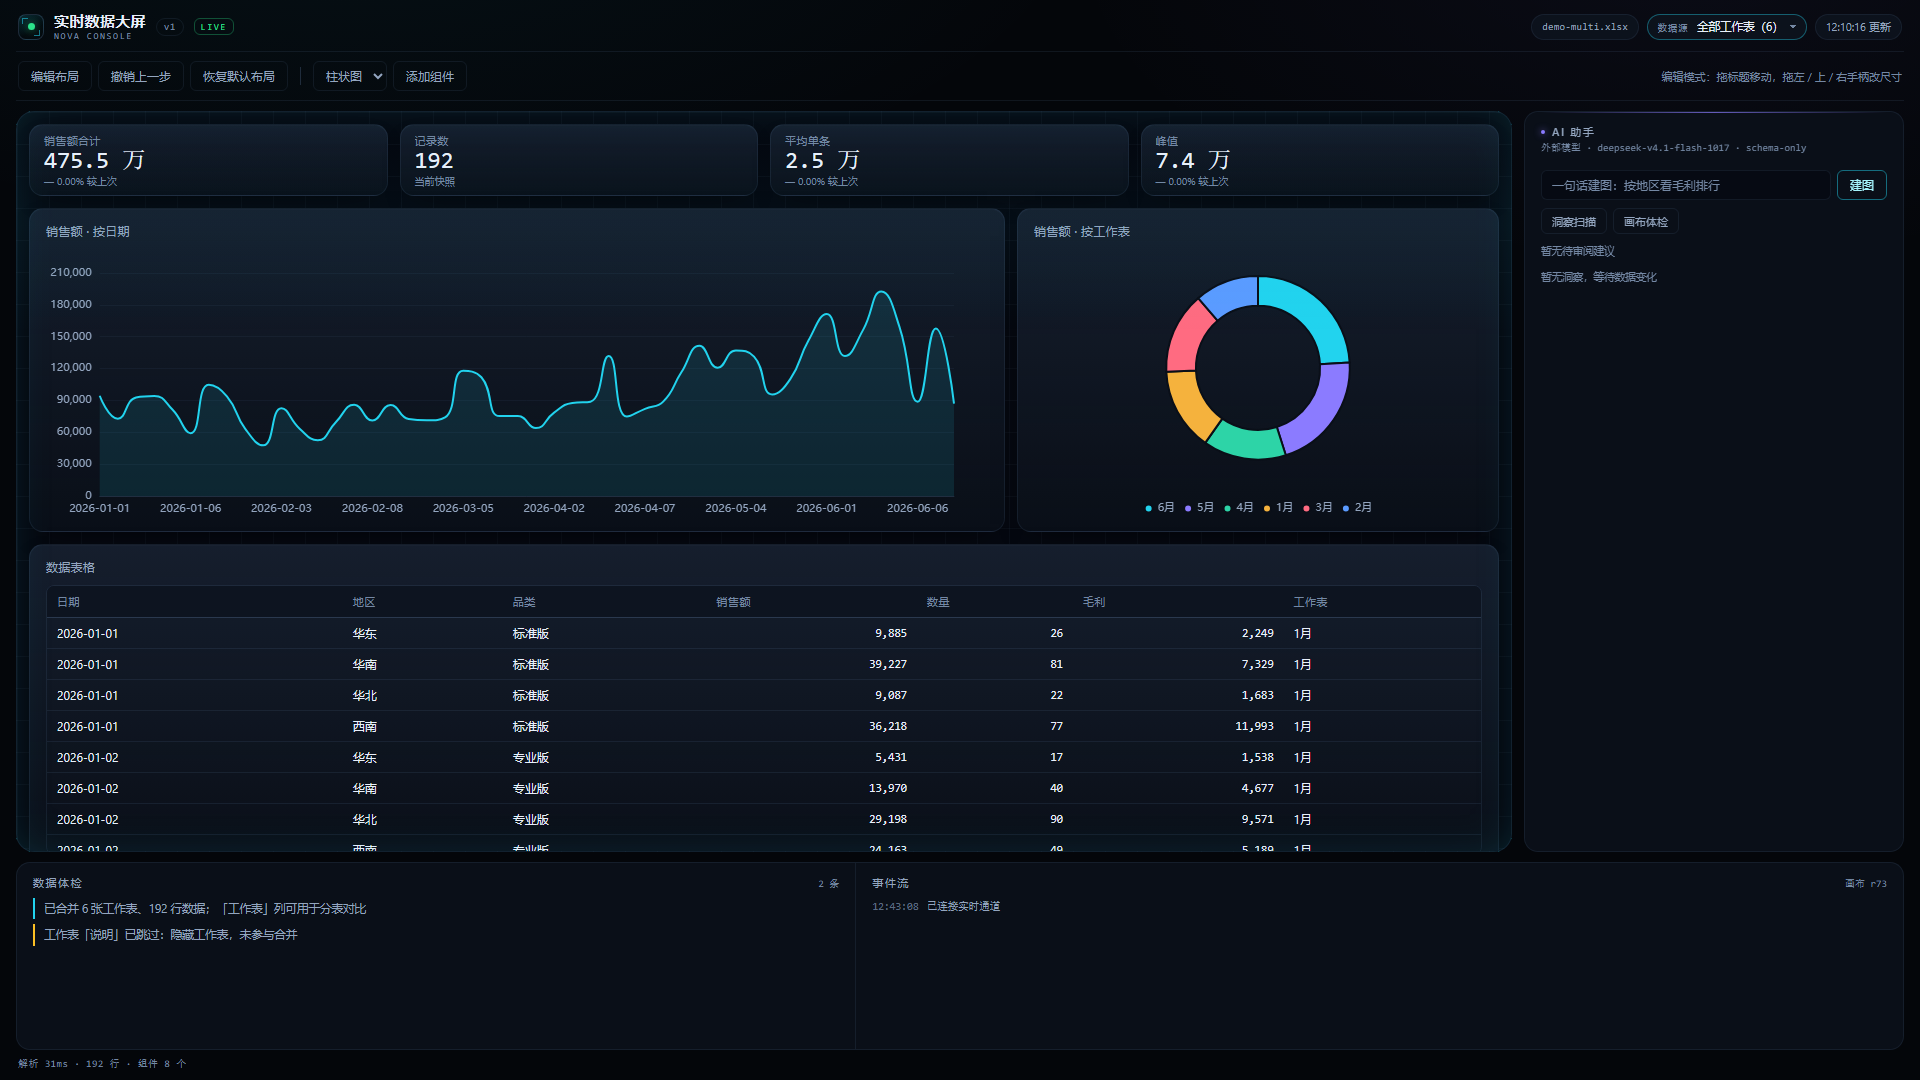 实时数据大屏
NOVA CONSOLE
v1
LIVE
demo-multi.xlsx
数据源 全部工作表 (6)
12:10:16 更新
编辑布局
撤销上一步
恢复默认布局
柱状图
添加组件
编辑模式：拖标题移动，拖左 / 上 / 右手柄改尺寸
销售额合计
475.5 万
— 0.00% 较上次
记录数
192
当前快照
平均单条
2.5 万
— 0.00% 较上次
峰值
7.4 万
— 0.00% 较上次
销售额 · 按日期
210,000
180,000
150,000
120,000
90,000
60,000
30,000
0
2026-01-01 2026-01-06 2026-02-03 2026-02-08 2026-03-05 2026-04-02 2026-04-07 2026-05-04 2026-06-01 2026-06-06
销售额 · 按工作表
6月 5月 4月 1月 3月 2月
数据表格
日期 地区 品类 销售额 数量 毛利 工作表
2026-01-01 华东 标准版 9,885 26 2,249 1月
2026-01-01 华南 标准版 39,227 81 7,329 1月
2026-01-01 华北 标准版 9,087 22 1,683 1月
2026-01-01 西南 标准版 36,218 77 11,993 1月
2026-01-02 华东 专业版 5,431 17 1,538 1月
2026-01-02 华南 专业版 13,970 40 4,677 1月
2026-01-02 华北 专业版 29,198 90 9,571 1月
2026-01-02 西南 专业版 24,163 49 5,189 1月
AI 助手
外部模型 · deepseek-v4.1-flash-1017 · schema-only
一句话建图：按地区看毛利排行
建图
洞察扫描
画布体检
暂无待审阅建议
暂无洞察，等待数据变化
数据体检
2 条
已合并 6 张工作表、192 行数据；「工作表」列可用于分表对比
工作表「说明」已跳过：隐藏工作表，未参与合并
事件流
画布 r73
12:43:08 已连接实时通道
解析 31ms · 192 行 · 组件 8 个